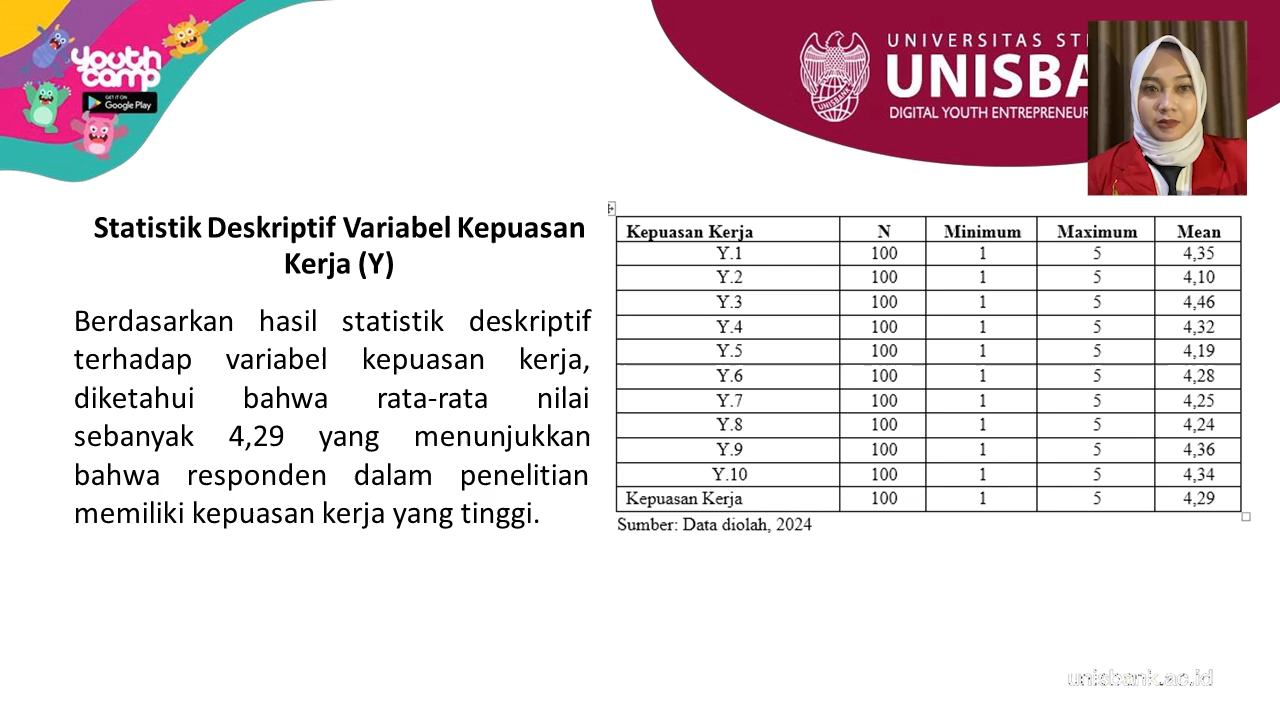 youth
camp
GET IT ON
Google Play
UNIVERSITAS
UNISBA
DIGITAL YOUTH ENTREPRENEUR
UNISBANK
Statistik Deskriptif Variabel Kepuasan
Kerja (Y)
Berdasarkan hasil statistik deskriptif
terhadap variabel kepuasan kerja,
diketahui bahwa rata-rata nilai
sebanyak 4,29 yang menunjukkan
bahwa responden dalam penelitian
memiliki kepuasan kerja yang tinggi.
Kepuasan Kerja N Minimum Maximum Mean
Y.1 100 1 5 4,35
Y.2 100 1 5 4,10
Y.3 100 1 5 4,46
Y.4 100 1 5 4,32
Y.5 100 1 5 4,19
Y.6 100 1 5 4,28
Y.7 100 1 5 4,25
Y.8 100 1 5 4,24
Y.9 100 1 5 4,36
Y.10 100 1 5 4,34
Kepuasan Kerja 100 1 5 4,29
Sumber: Data diolah, 2024
unisbank.ac.id